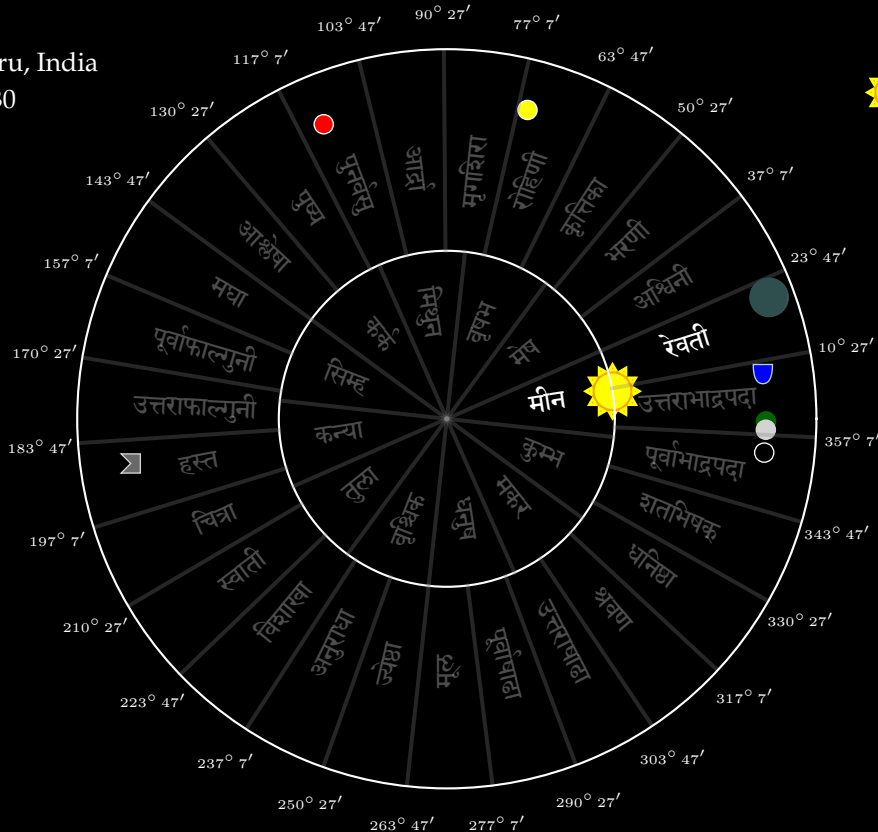 ru, India
30
90° 27′
77° 7′
63° 47′
50° 27′
37° 7′
23° 47′
10° 27′
357° 7′
343° 47′
330° 27′
317° 7′
303° 47′
290° 27′
277° 7′
263° 47′
250° 27′
237° 7′
223° 47′
210° 27′
197° 7′
183° 47′
170° 27′
157° 7′
143° 47′
130° 27′
117° 7′
103° 47′
अश्विनी
भरणी
कृत्तिका
रोहिणी
मृगशिरा
आर्द्रा
पुनर्वसु
पुष्य
आश्लेषा
मघा
पूर्वाफाल्गुनी
उत्तराफाल्गुनी
हस्त
चित्रा
स्वाती
विशाखा
अनुराधा
ज्येष्ठा
मूल
पूर्वाषाढा
उत्तराषाढा
श्रवण
धनिष्ठा
शतभिषक्
पूर्वाभाद्रपदा
उत्तराभाद्रपदा
रेवती
मेष
वृषभ
मिथुन
कर्क
सिम्ह
कन्या
तुला
वृश्चिक
धनुष
मकर
कुम्भ
मीन